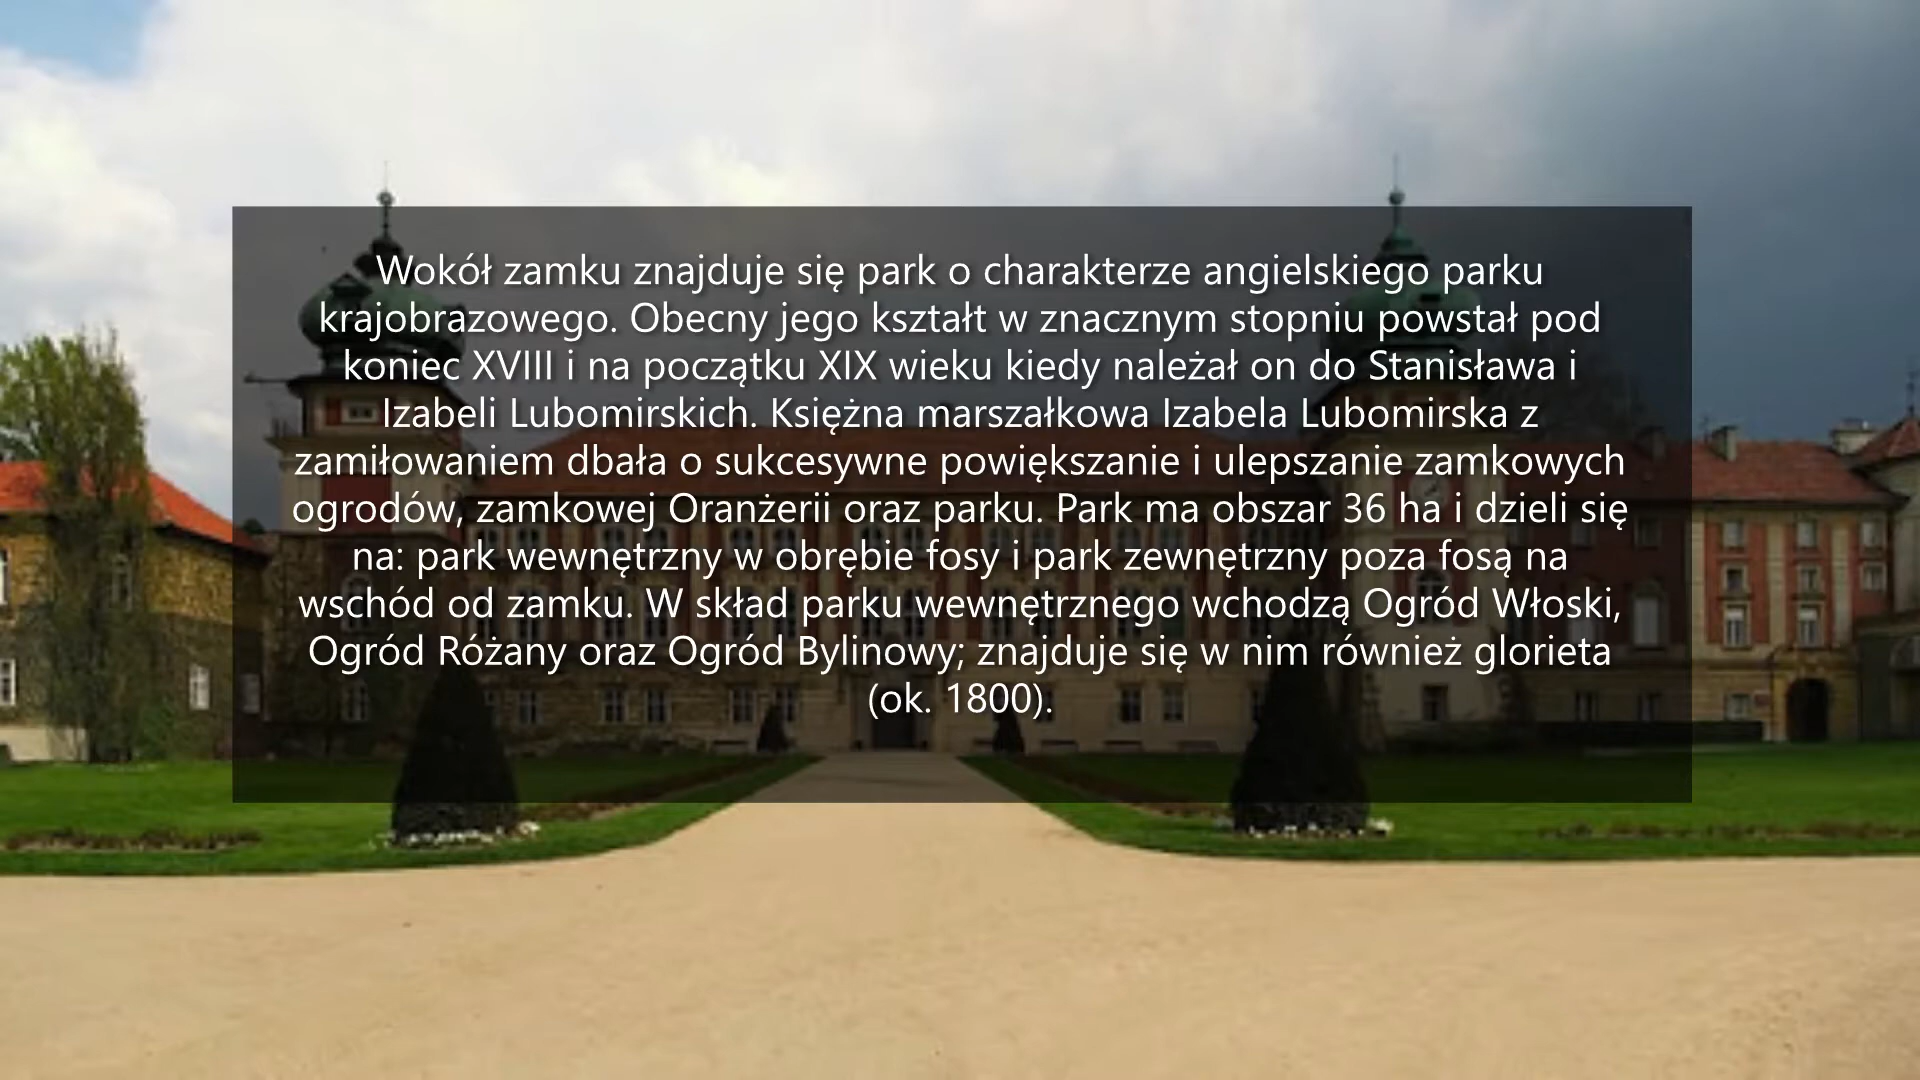 Wokół zamku znajduje się park o charakterze angielskiego parku
krajobrazowego. Obecny jego kształt w znacznym stopniu powstał pod
koniec XVIII i na początku XIX wieku kiedy należał on do Stanisława i
Izabeli Lubomirskich. Księżna marszałkowa Izabela Lubomirska z
zamiłowaniem dbała o sukcesywne powiększanie i ulepszanie zamkowych
ogrodów, zamkowej Oranżerii oraz parku. Park ma obszar 36 ha i dzieli się
na: park wewnętrzny w obrębie fosy i park zewnętrzny poza fosą na
wschód od zamku. W skład parku wewnętrznego wchodzą Ogród Włoski,
Ogród Różany oraz Ogród Bylinowy; znajduje się w nim również glorieta
(ok. 1800).